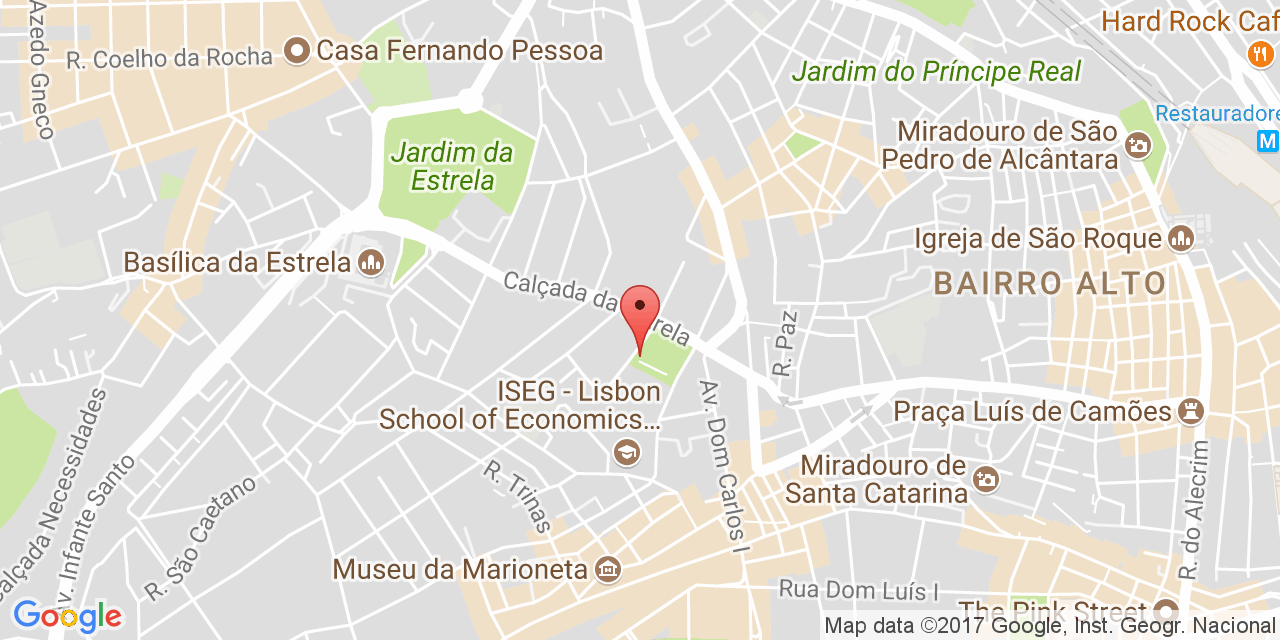 Azedo Gneco
R. Coelho da Rocha
Casa Fernando Pessoa
Hard Rock Caf
Jardim do Príncipe Real
Restauradore
M
Miradouro de São
Pedro de Alcântara
Jardim da
Estrela
Igreja de São Roque
BAIRRO ALTO
Basílica da Estrela
Calçada da
rela
R. Paz
ISEG - Lisbon
School of Economics...
Av. Dom Carlos I
Praça Luís de Camões
Miradouro de
Santa Catarina
R. Trinas
R. São Caetano
Av. Infante Santo
alçada Necessidades
Museu da Marioneta
Rua Dom Luís I
R. do Alecrim
The Pink Street
Google
Map data ©2017 Google, Inst. Geogr. Nacional